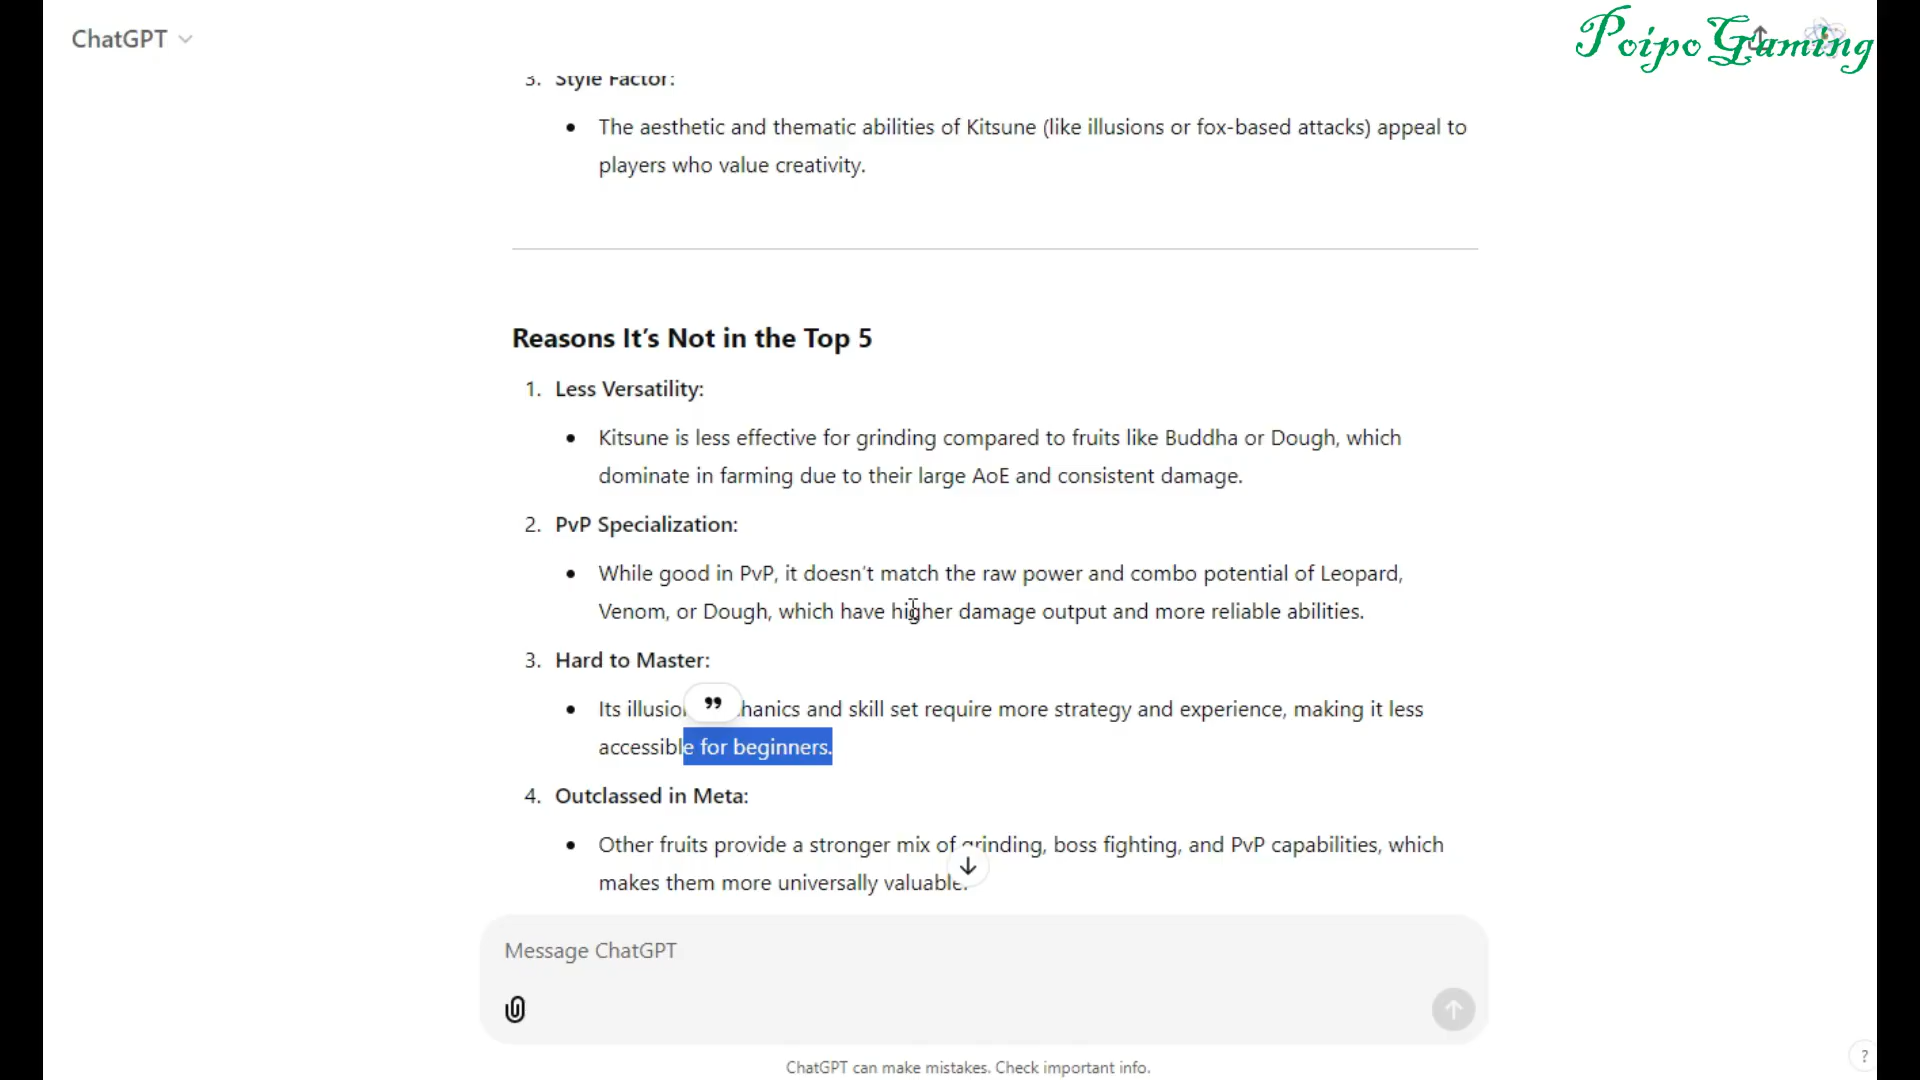 ChatGPT
Poipo Gaming
3. Style Factor:
• The aesthetic and thematic abilities of Kitsune (like illusions or fox-based attacks) appeal to
players who value creativity.
Reasons It’s Not in the Top 5
1. Less Versatility:
• Kitsune is less effective for grinding compared to fruits like Buddha or Dough, which
dominate in farming due to their large AoE and consistent damage.
2. PvP Specialization:
• While good in PvP, it doesn’t match the raw power and combo potential of Leopard,
Venom, or Dough, which have higher damage output and more reliable abilities.
3. Hard to Master:
• Its illusio hanics and skill set require more strategy and experience, making it less
accessible for beginners.
4. Outclassed in Meta:
• Other fruits provide a stronger mix of grinding, boss fighting, and PvP capabilities, which
makes them more universally valuable.
Message ChatGPT
ChatGPT can make mistakes. Check important info.
?